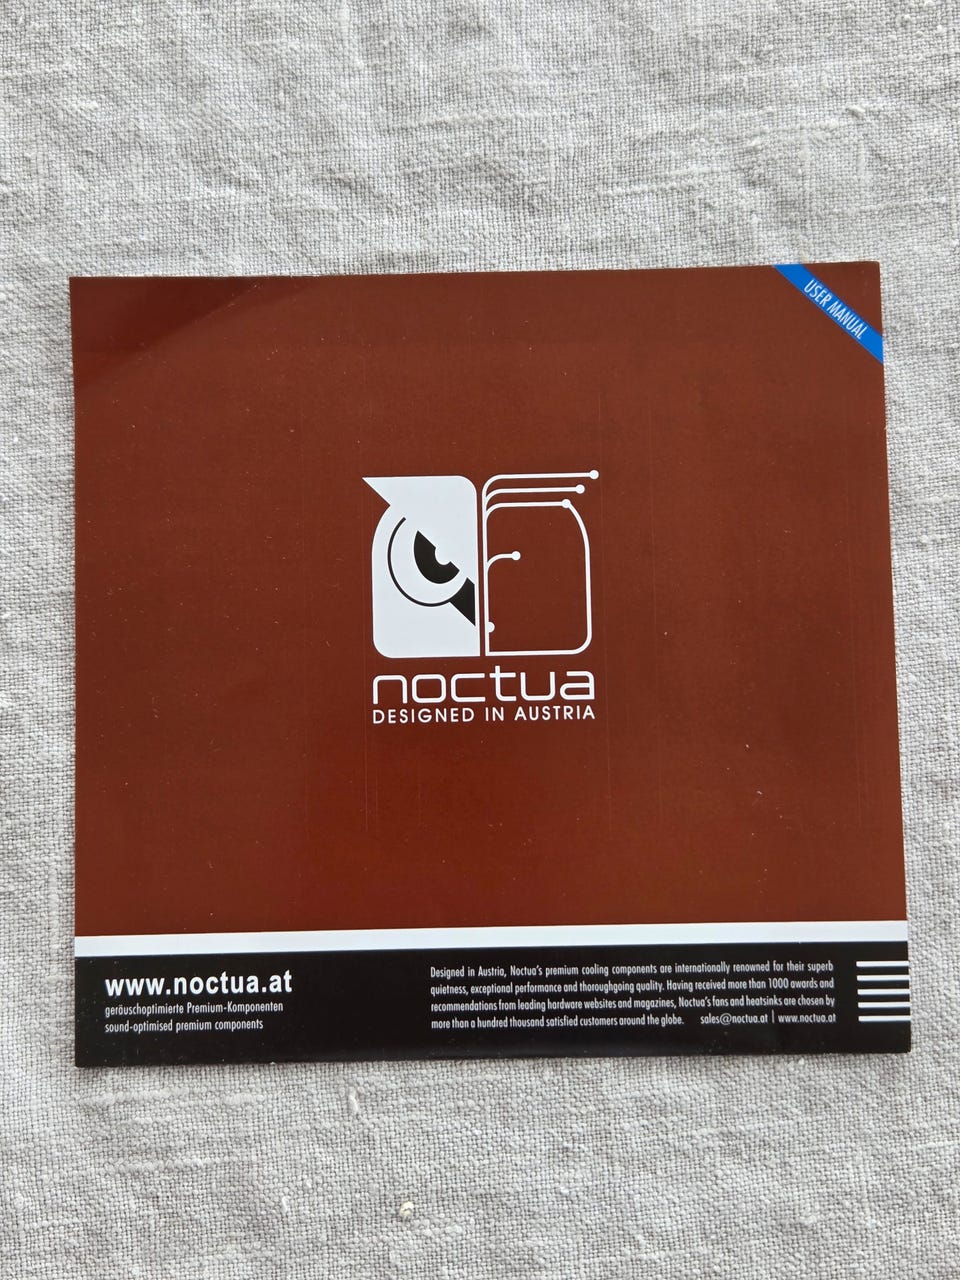 USER MANUAL
noctua
DESIGNED IN AUSTRIA
www.noctua.at
geräuschoptimierte Premium-Komponenten
sound-optimised premium components
Designed in Austria, Noctua's premium cooling components are internationally renowned for their superb
quietness, exceptional performance and thoroughgoing quality. Having received more than 1000 awards and
recommendations from leading hardware websites and magazines, Noctua's fans and heatsinks are chosen by
more than a hundred thousand satisfied customers around the globe. sales@noctua.at | www.noctua.at